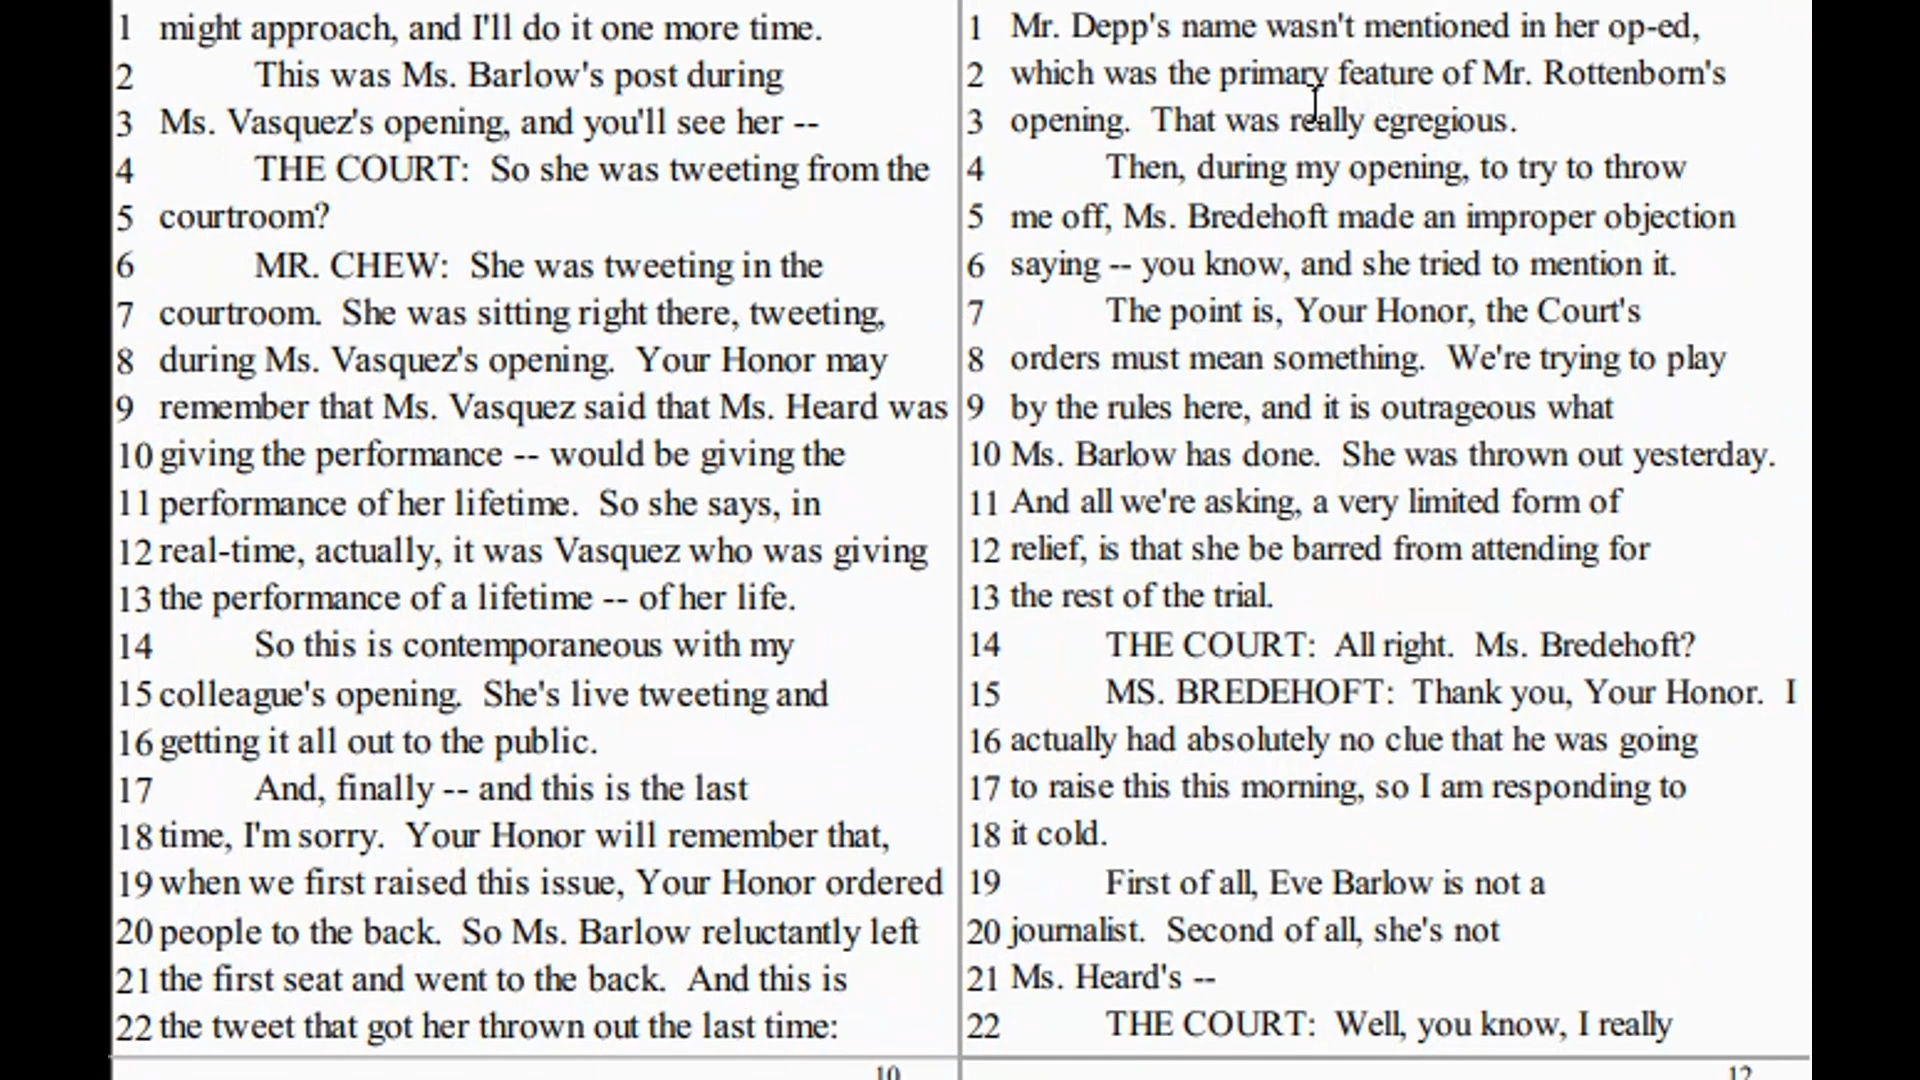 1 might approach, and I'll do it one more time.
2 This was Ms. Barlow's post during
3 Ms. Vasquez's opening, and you'll see her --
4 THE COURT: So she was tweeting from the
5 courtroom?
6 MR. CHEW: She was tweeting in the
7 courtroom. She was sitting right there, tweeting,
8 during Ms. Vasquez's opening. Your Honor may
9 remember that Ms. Vasquez said that Ms. Heard was
10 giving the performance -- would be giving the
11 performance of her lifetime. So she says, in
12 real-time, actually, it was Vasquez who was giving
13 the performance of a lifetime -- of her life.
14 So this is contemporaneous with my
15 colleague's opening. She's live tweeting and
16 getting it all out to the public.
17 And, finally -- and this is the last
18 time, I'm sorry. Your Honor will remember that,
19 when we first raised this issue, Your Honor ordered
20 people to the back. So Ms. Barlow reluctantly left
21 the first seat and went to the back. And this is
22 the tweet that got her thrown out the last time:
10
1 Mr. Depp's name wasn't mentioned in her op-ed,
2 which was the primary feature of Mr. Rottenborn's
3 opening. That was really egregious.
4 Then, during my opening, to try to throw
5 me off, Ms. Bredehoft made an improper objection
6 saying -- you know, and she tried to mention it.
7 The point is, Your Honor, the Court's
8 orders must mean something. We're trying to play
9 by the rules here, and it is outrageous what
10 Ms. Barlow has done. She was thrown out yesterday.
11 And all we're asking, a very limited form of
12 relief, is that she be barred from attending for
13 the rest of the trial.
14 THE COURT: All right. Ms. Bredehoft?
15 MS. BREDEHOFT: Thank you, Your Honor. I
16 actually had absolutely no clue that he was going
17 to raise this this morning, so I am responding to
18 it cold.
19 First of all, Eve Barlow is not a
20 journalist. Second of all, she's not
21 Ms. Heard's --
22 THE COURT: Well, you know, I really
12